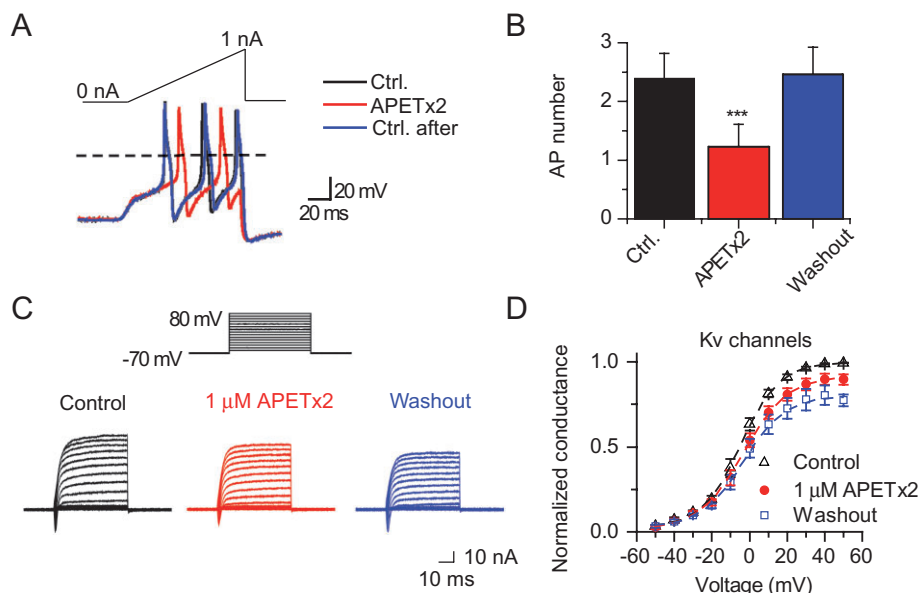 A
1 nA
0 nA
Ctrl.
APETx2
Ctrl. after
20 mV
20 ms
B
AP number
3
2
1
0
***
Ctrl.
APETx2
Washout
C
80 mV
-70 mV
Control
1 µM APETx2
Washout
10 nA
10 ms
D
Kv channels
Normalized conductance
1.0
0.5
0.0
Control
1 µM APETx2
Washout
-60 -40 -20 0 20 40 60
Voltage (mV)